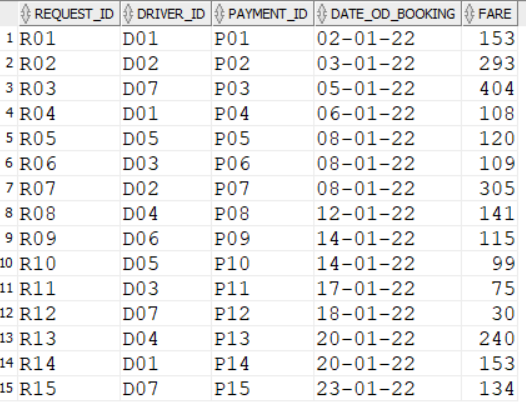 REQUEST_ID DRIVER_ID PAYMENT_ID DATE_OD_BOOKING FARE
1 R01 D01 P01 02-01-22 153
2 R02 D02 P02 03-01-22 293
3 R03 D07 P03 05-01-22 404
4 R04 D01 P04 06-01-22 108
5 R05 D05 P05 08-01-22 120
6 R06 D03 P06 08-01-22 109
7 R07 D02 P07 08-01-22 305
8 R08 D04 P08 12-01-22 141
9 R09 D06 P09 14-01-22 115
10 R10 D05 P10 14-01-22 99
11 R11 D03 P11 17-01-22 75
12 R12 D07 P12 18-01-22 30
13 R13 D04 P13 20-01-22 240
14 R14 D01 P14 20-01-22 153
15 R15 D07 P15 23-01-22 134